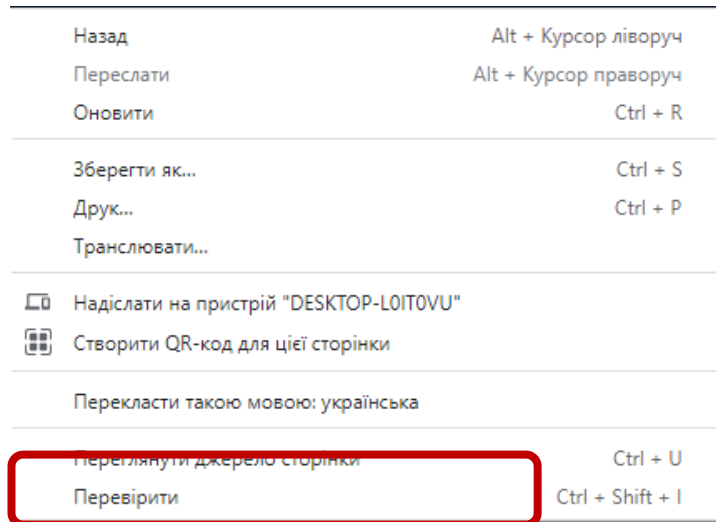 Назад Alt + Курсор ліворуч
Переслати Alt + Курсор праворуч
Оновити Ctrl + R
Зберегти як... Ctrl + S
Друк... Ctrl + P
Транслювати...
Надіслати на пристрій "DESKTOP-L0IT0VU"
Створити QR-код для цієї сторінки
Перекласти такою мовою: українська
Переглянути джерело сторінки Ctrl + U
Перевірити Ctrl + Shift + I